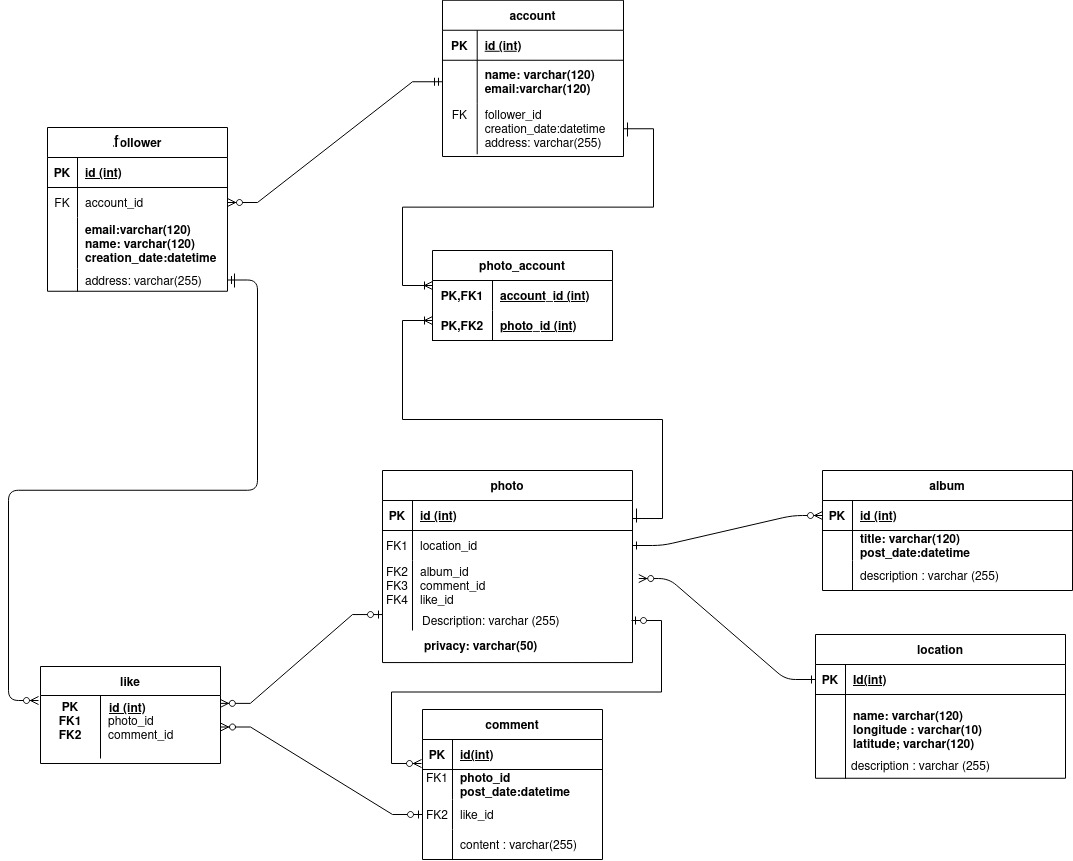 account
PK id (int)
name: varchar(120)
email:varchar(120)
FK follower_id
creation_date:datetime
address: varchar(255)
follower
PK id (int)
FK account_id
email:varchar(120)
name: varchar(120)
creation_date:datetime
address: varchar(255)
photo_account
PK,FK1 account_id (int)
PK,FK2 photo_id (int)
photo
PK id (int)
FK1 location_id
FK2 album_id
FK3 comment_id
FK4 like_id
Description: varchar (255)
privacy: varchar(50)
album
PK id (int)
title: varchar(120)
post_date:datetime
description : varchar (255)
location
PK Id(int)
name: varchar(120)
longitude : varchar(10)
latitude; varchar(120)
description : varchar (255)
like
PK id (int)
FK1 photo_id
FK2 comment_id
comment
PK id(int)
FK1 photo_id
post_date:datetime
FK2 like_id
content : varchar(255)